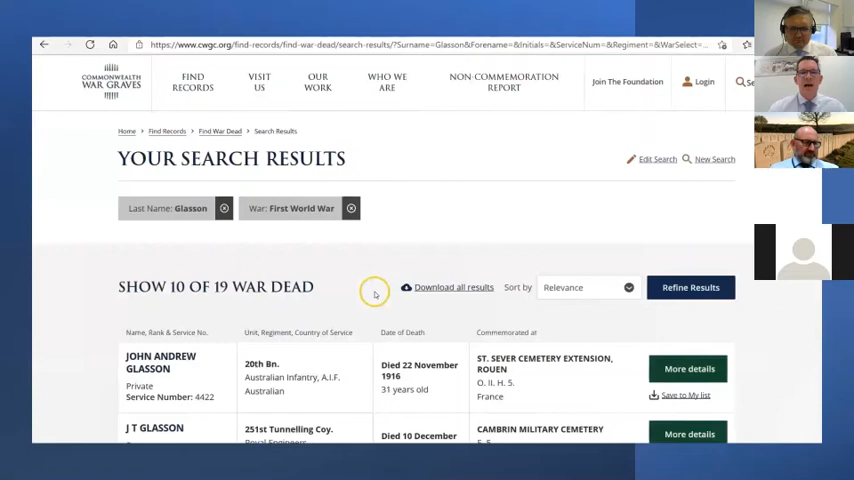 https://www.cwgc.org/find-records/find-war-dead/search-results/?Surname=Glasson&Forename=&Initials=&ServiceNum=&Regiment=&WarSelect=...
COMMONWEALTH
WAR GRAVES
FIND
RECORDS
VISIT
US
OUR
WORK
WHO WE
ARE
NON-COMMEMORATION
REPORT
Join The Foundation
Login
Se
Home > Find Records > Find War Dead > Search Results
YOUR SEARCH RESULTS
Edit Search
New Search
Last Name: Glasson
War: First World War
SHOW 10 OF 19 WAR DEAD
Download all results
Sort by
Relevance
Refine Results
Name, Rank & Service No.
Unit, Regiment, Country of Service
Date of Death
Commemorated at
JOHN ANDREW
GLASSON
Private
Service Number: 4422
20th Bn.
Australian Infantry, A.I.F.
Australian
Died 22 November
1916
31 years old
ST. SEVER CEMETERY EXTENSION,
ROUEN
O. II. H. 5.
France
More details
Save to My list
J T GLASSON
251st Tunnelling Coy.
Royal Engineers
Died 10 December
CAMBRIN MILITARY CEMETERY
More details